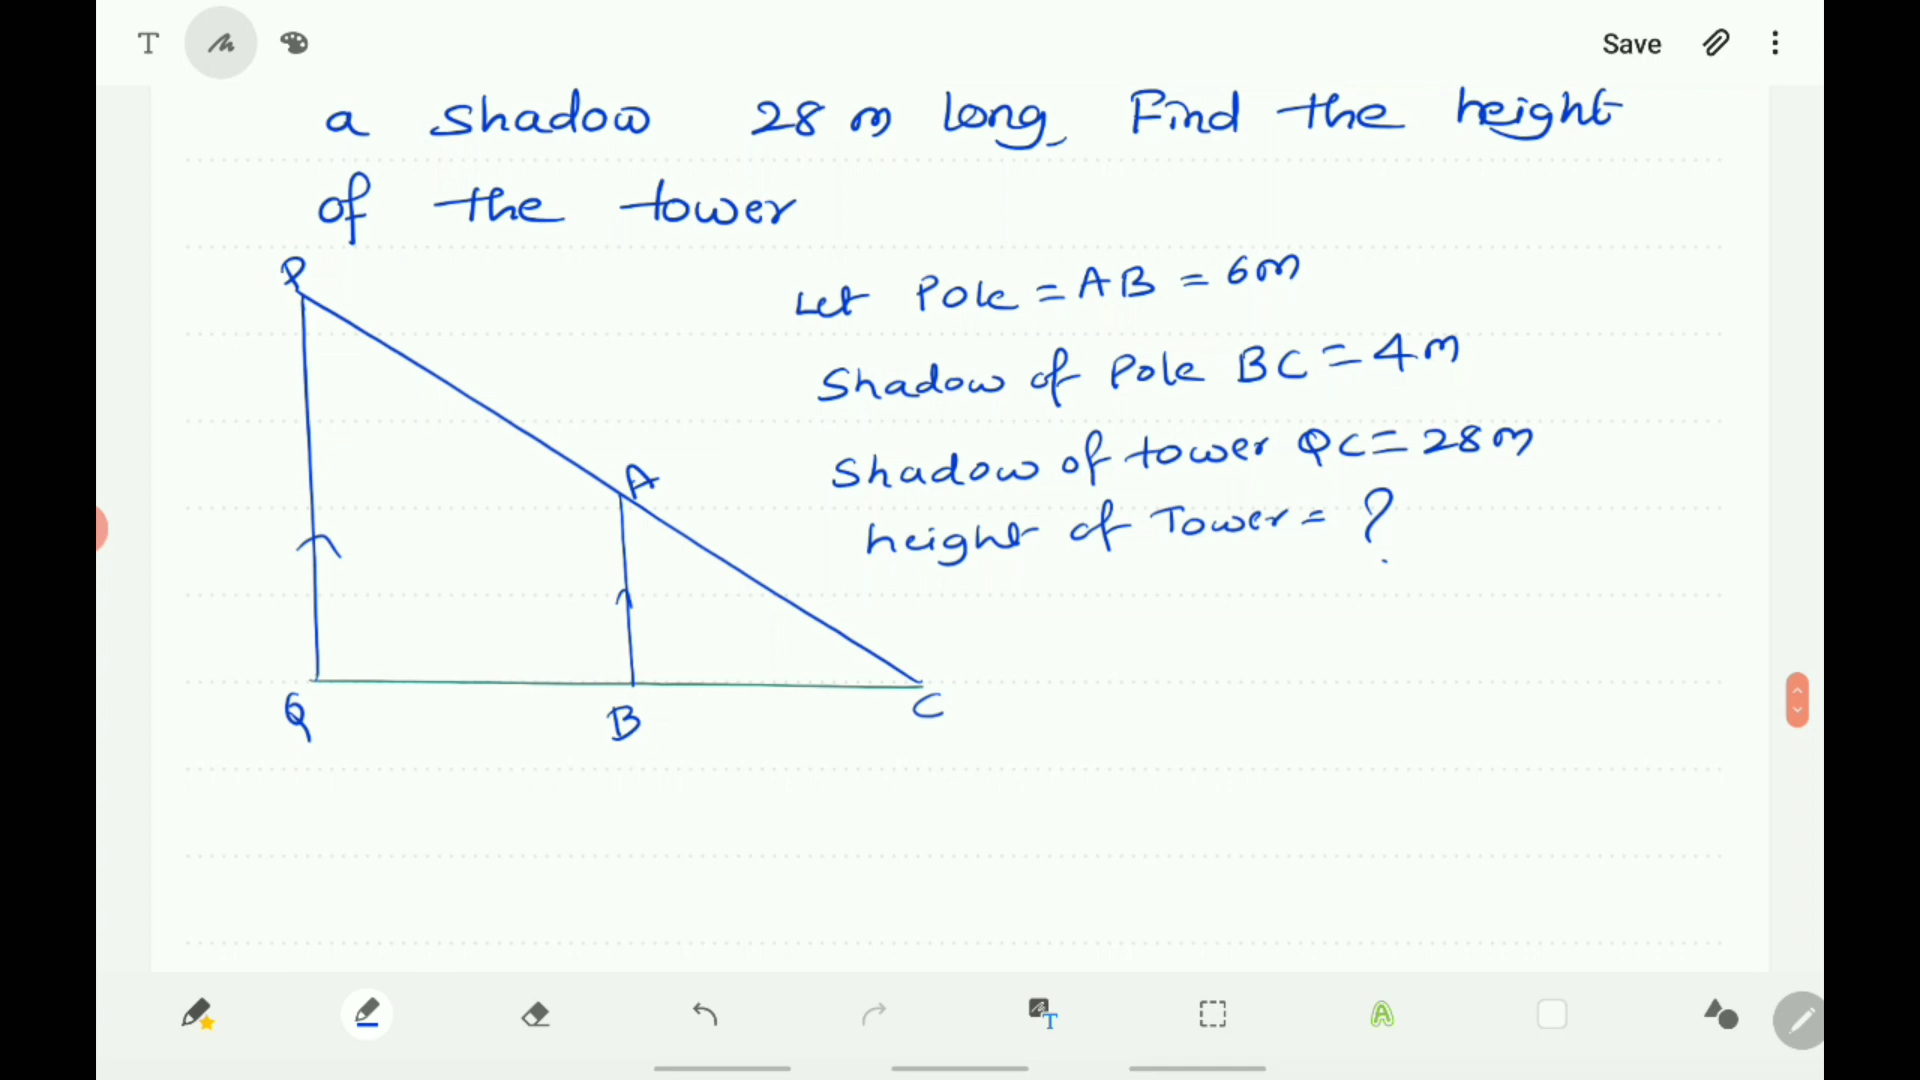 Save
a shadow 28 m long. Find the height
of the tower
P
Let Pole = AB = 6m
Shadow of Pole BC = 4m
Shadow of tower QC = 28m
A
height of Tower = ?
Q
B
C